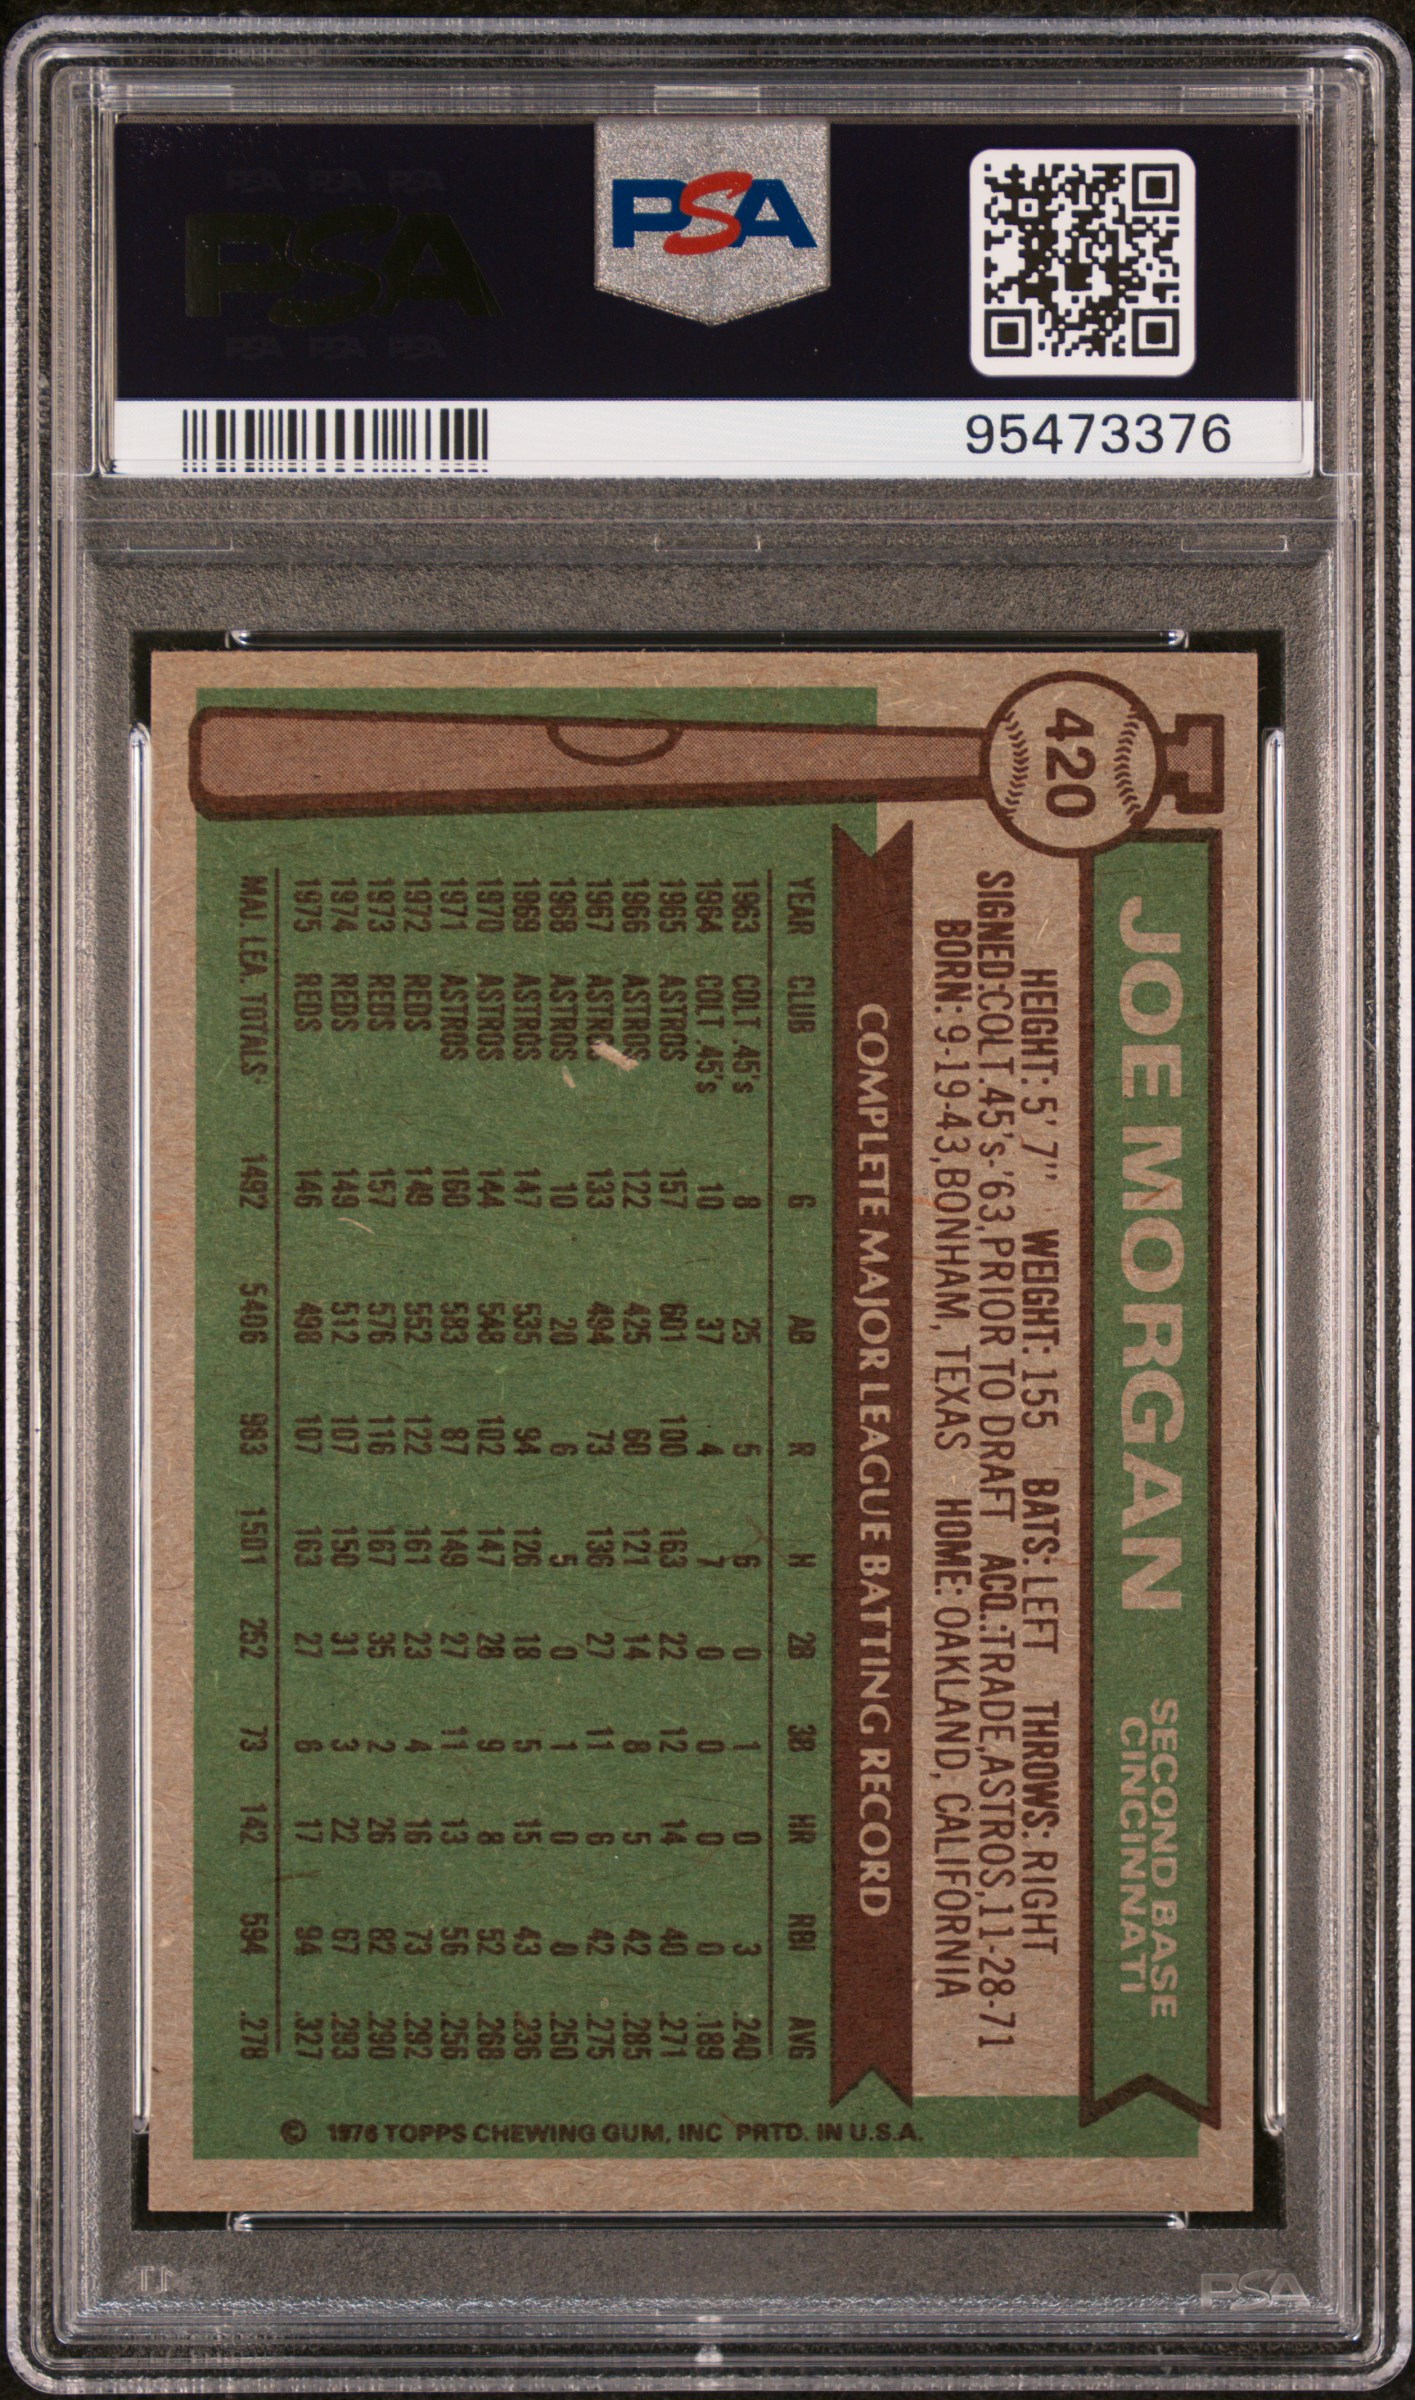 PSA PSA PSA
PSA
PSA PSA PSA
PSA
95473376
420
JOE MORGAN
SECOND BASE
CINCINNATI
HEIGHT: 5' 7" WEIGHT: 155 BATS: LEFT THROWS: RIGHT
SIGNED: COLT .45's-'63, PRIOR TO DRAFT ACQ.: TRADE, ASTROS, 11-28-71
BORN: 9-19-43, BONHAM, TEXAS HOME: OAKLAND, CALIFORNIA
COMPLETE MAJOR LEAGUE BATTING RECORD
YEAR CLUB G AB R H 2B 3B HR RBI AVG
1963 COLT .45's 8 25 5 6 0 1 0 3 .240
1964 COLT .45's 10 37 4 7 0 0 0 0 .189
1965 ASTROS 157 601 100 163 22 12 14 40 .271
1966 ASTROS 122 425 60 121 14 8 5 42 .285
1967 ASTROS 133 494 73 136 27 11 6 42 .275
1968 ASTROS 10 20 6 5 0 1 0 0 .250
1969 ASTROS 147 535 94 126 18 5 15 43 .236
1970 ASTROS 144 548 102 147 28 9 8 52 .268
1971 ASTROS 160 583 87 149 27 11 13 56 .256
1972 REDS 149 552 122 161 23 4 16 73 .292
1973 REDS 157 576 116 167 35 2 26 82 .290
1974 REDS 149 512 107 150 31 3 22 67 .293
1975 REDS 146 498 107 163 27 6 17 94 .327
MAJ. LEA. TOTALS 1492 5406 983 1501 252 73 142 594 .278
© 1976 TOPPS CHEWING GUM, INC PRTD. IN U.S.A.
PSA